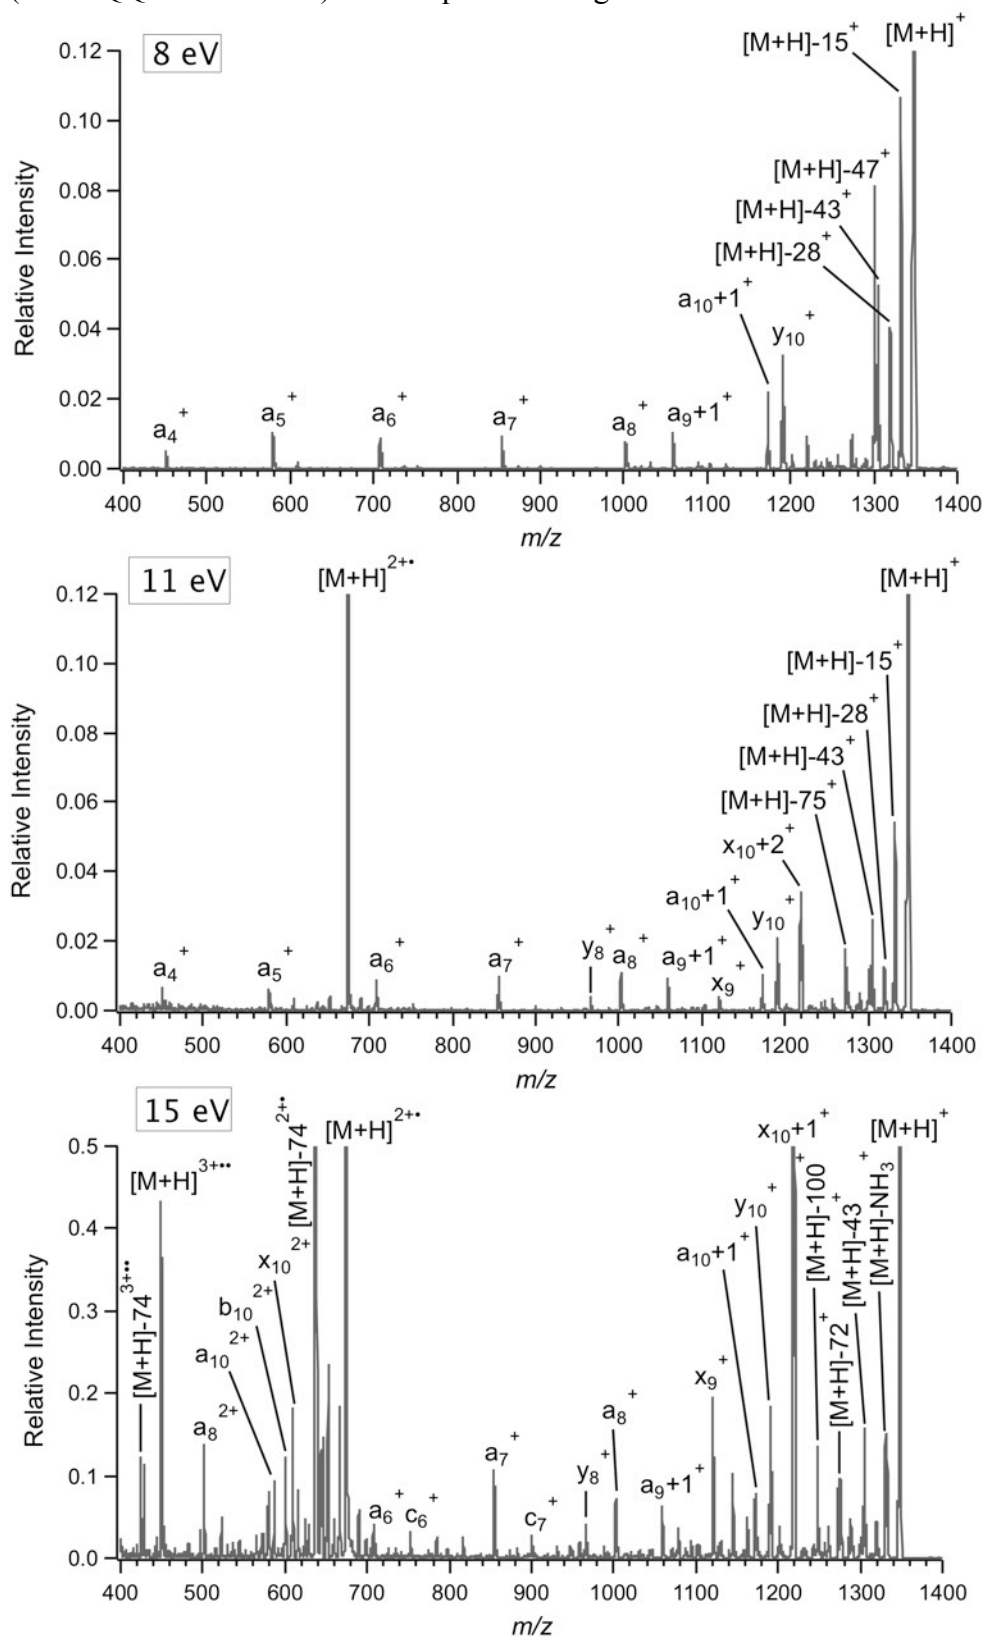 8 eV
[M+H]-15+
[M+H]+
[M+H]-47+
[M+H]-43+
[M+H]-28+
a10+1+
y10+
a4+
a5+
a6+
a7+
a8+
a9+1+
Relative Intensity
0.12
0.10
0.08
0.06
0.04
0.02
0.00
400 500 600 700 800 900 1000 1100 1200 1300 1400
m/z
11 eV
[M+H]2+•
[M+H]+
[M+H]-15+
[M+H]-28+
[M+H]-43+
[M+H]-75+
x10+2+
a10+1+
y10+
a4+
a5+
a6+
a7+
y8+
a8+
a9+1+
x9+
Relative Intensity
0.12
0.10
0.08
0.06
0.04
0.02
0.00
400 500 600 700 800 900 1000 1100 1200 1300 1400
m/z
15 eV
[M+H]-74 3+••
[M+H]3+••
a8 2+
a10 2+
b10 2+
x10 2+
[M+H]-74 2+•
[M+H]2+•
a6+
c6+
a7+
c7+
y8+
a8+
a9+1+
x9+
a10+1+
y10+
x10+1+
[M+H]-100+
[M+H]-72+
[M+H]-43+
[M+H]-NH3+
[M+H]+
Relative Intensity
0.5
0.4
0.3
0.2
0.1
0.0
400 500 600 700 800 900 1000 1100 1200 1300 1400
m/z